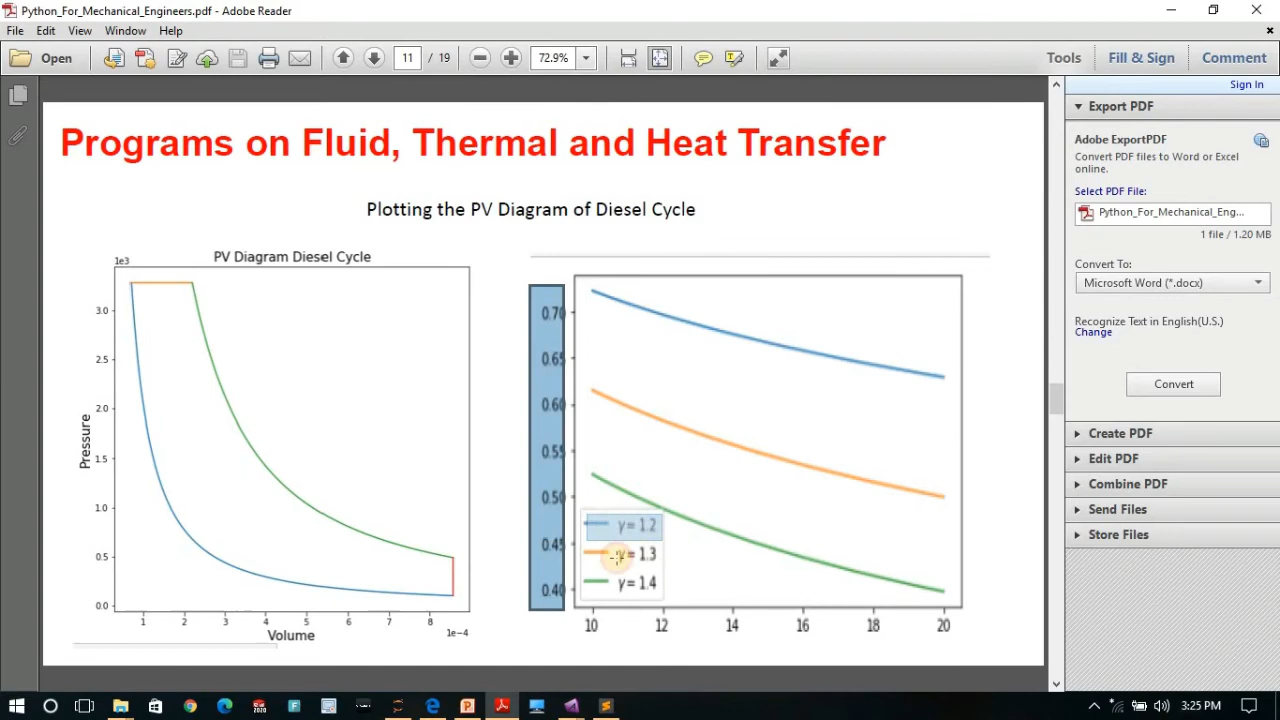 Python_For_Mechanical_Engineers.pdf - Adobe Reader
File Edit View Window Help
Open 11 / 19 72.9% Tools Fill & Sign Comment
Sign In
Export PDF
Adobe ExportPDF
Convert PDF files to Word or Excel
online.
Select PDF File:
Python_For_Mechanical_Eng...
1 file / 1.20 MB
Convert To:
Microsoft Word (*.docx)
Recognize Text in English(U.S.)
Change
Convert
Create PDF
Edit PDF
Combine PDF
Send Files
Store Files
Programs on Fluid, Thermal and Heat Transfer
Plotting the PV Diagram of Diesel Cycle
PV Diagram Diesel Cycle
1e3
3.0
2.5
2.0
1.5
1.0
0.5
0.0
Pressure
1 2 3 4 5 6 7 8
Volume
1e−4
0.70
0.65
0.60
0.55
0.50
0.45
0.40
γ= 1.2
γ= 1.3
γ= 1.4
10 12 14 16 18 20
3:25 PM